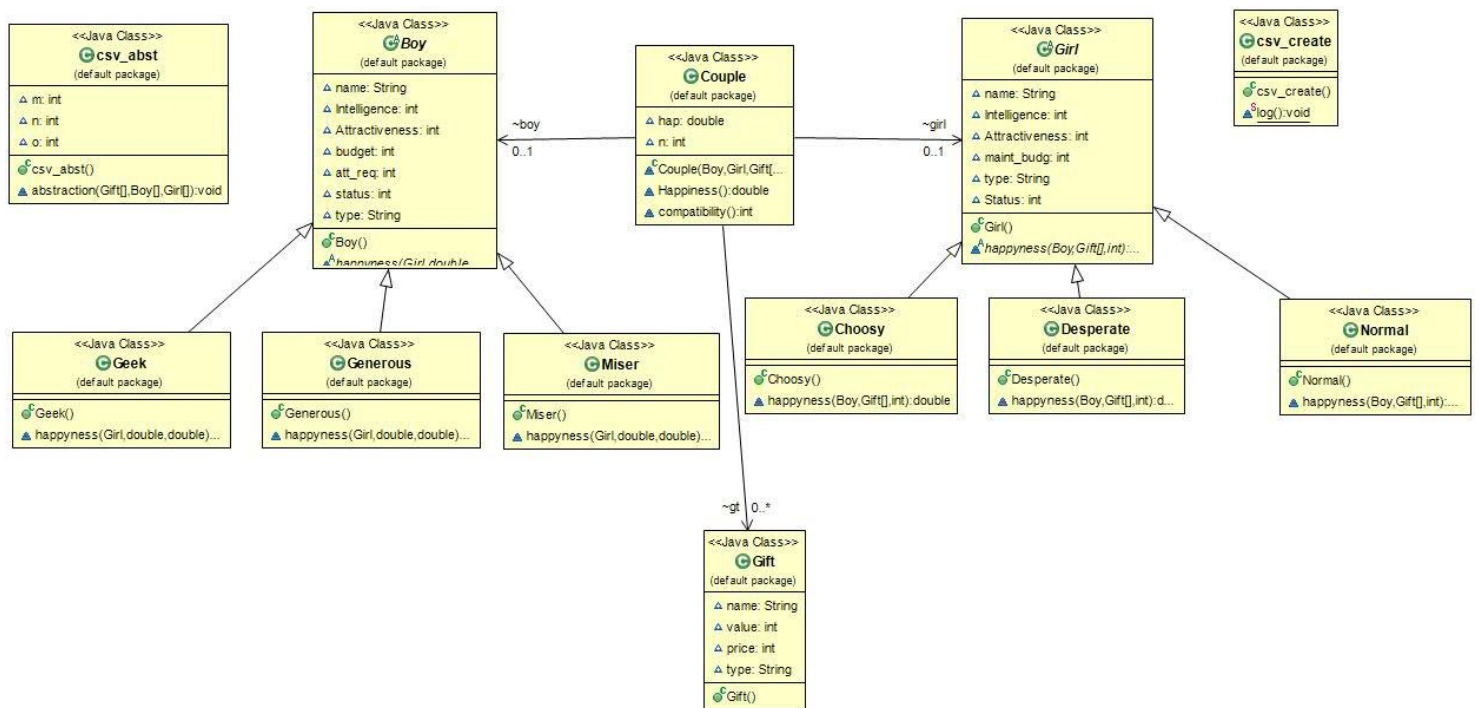 <<Java Class>>
csv_abst
(default package)
m: int
n: int
o: int
csv_abst()
abstraction(Gift[],Boy[],Girl[]):void
<<Java Class>>
Boy
(default package)
name: String
Intelligence: int
Attractiveness: int
budget: int
att_req: int
status: int
type: String
Boy()
happyness(Girl,double
<<Java Class>>
Couple
(default package)
hap: double
n: int
Couple(Boy,Girl,Gift[...
Happiness():double
compatibility():int
~boy
0..1
~girl
0..1
<<Java Class>>
Girl
(default package)
name: String
Intelligence: int
Attractiveness: int
maint_budg: int
type: String
Status: int
Girl()
happyness(Boy,Gift[],int):...
<<Java Class>>
csv_create
(default package)
csv_create()
log():void
<<Java Class>>
Geek
(default package)
Geek()
happyness(Girl,double,double)...
<<Java Class>>
Generous
(default package)
Generous()
happyness(Girl,double,double)...
<<Java Class>>
Miser
(default package)
Miser()
happyness(Girl,double,double)...
<<Java Class>>
Choosy
(default package)
Choosy()
happyness(Boy,Gift[],int):double
<<Java Class>>
Desperate
(default package)
Desperate()
happyness(Boy,Gift[],int):d...
<<Java Class>>
Normal
(default package)
Normal()
happyness(Boy,Gift[],int):...
~gt 0..*
<<Java Class>>
Gift
(default package)
name: String
value: int
price: int
type: String
Gift()